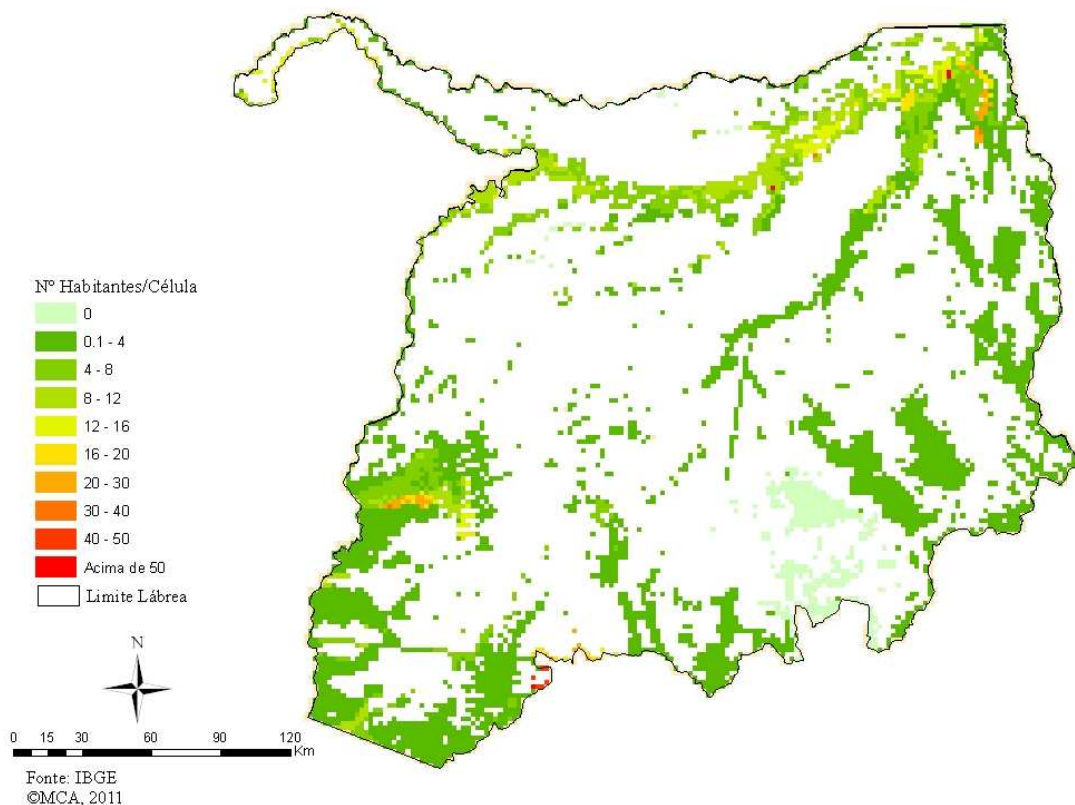 Nº Habitantes/Célula
0
0.1 - 4
4 - 8
8 - 12
12 - 16
16 - 20
20 - 30
30 - 40
40 - 50
Acima de 50
Limite Lábrea
N
0 15 30 60 90 120
Km
Fonte: IBGE
©MCA, 2011